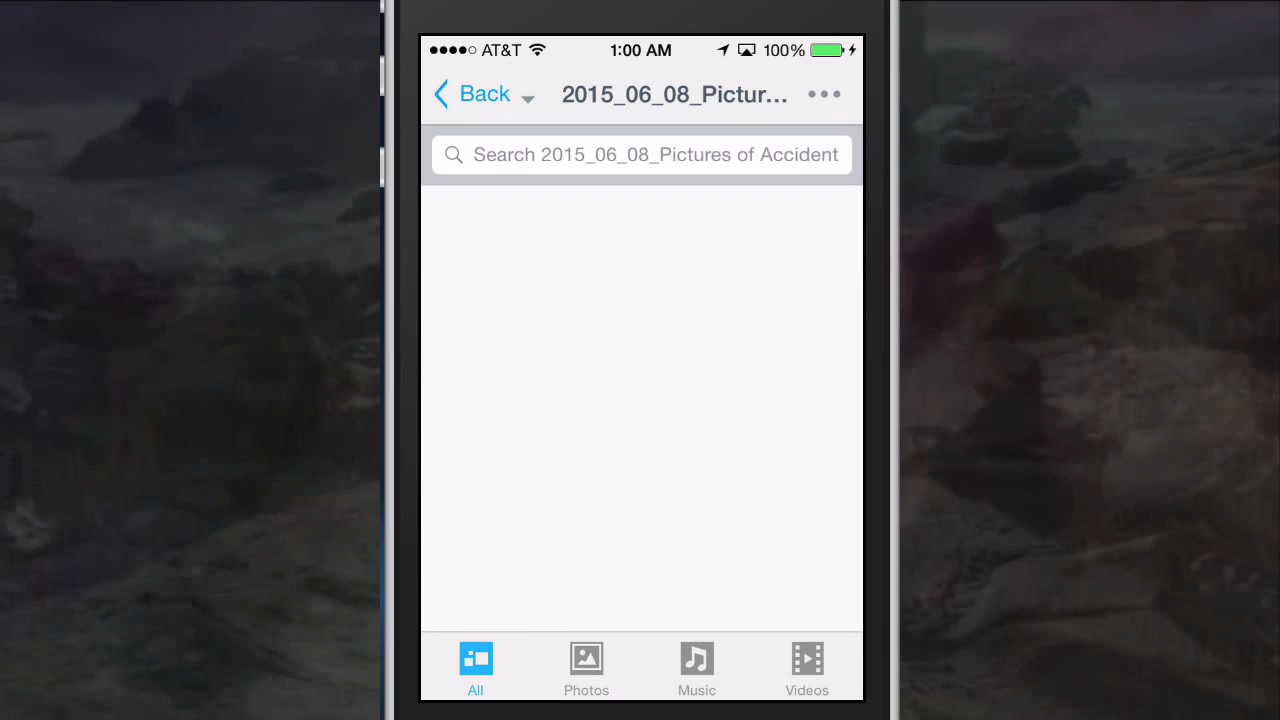 AT&T 1:00 AM 100%
Back 2015_06_08_Pictur... 
Search 2015_06_08_Pictures of Accident
All Photos Music Videos